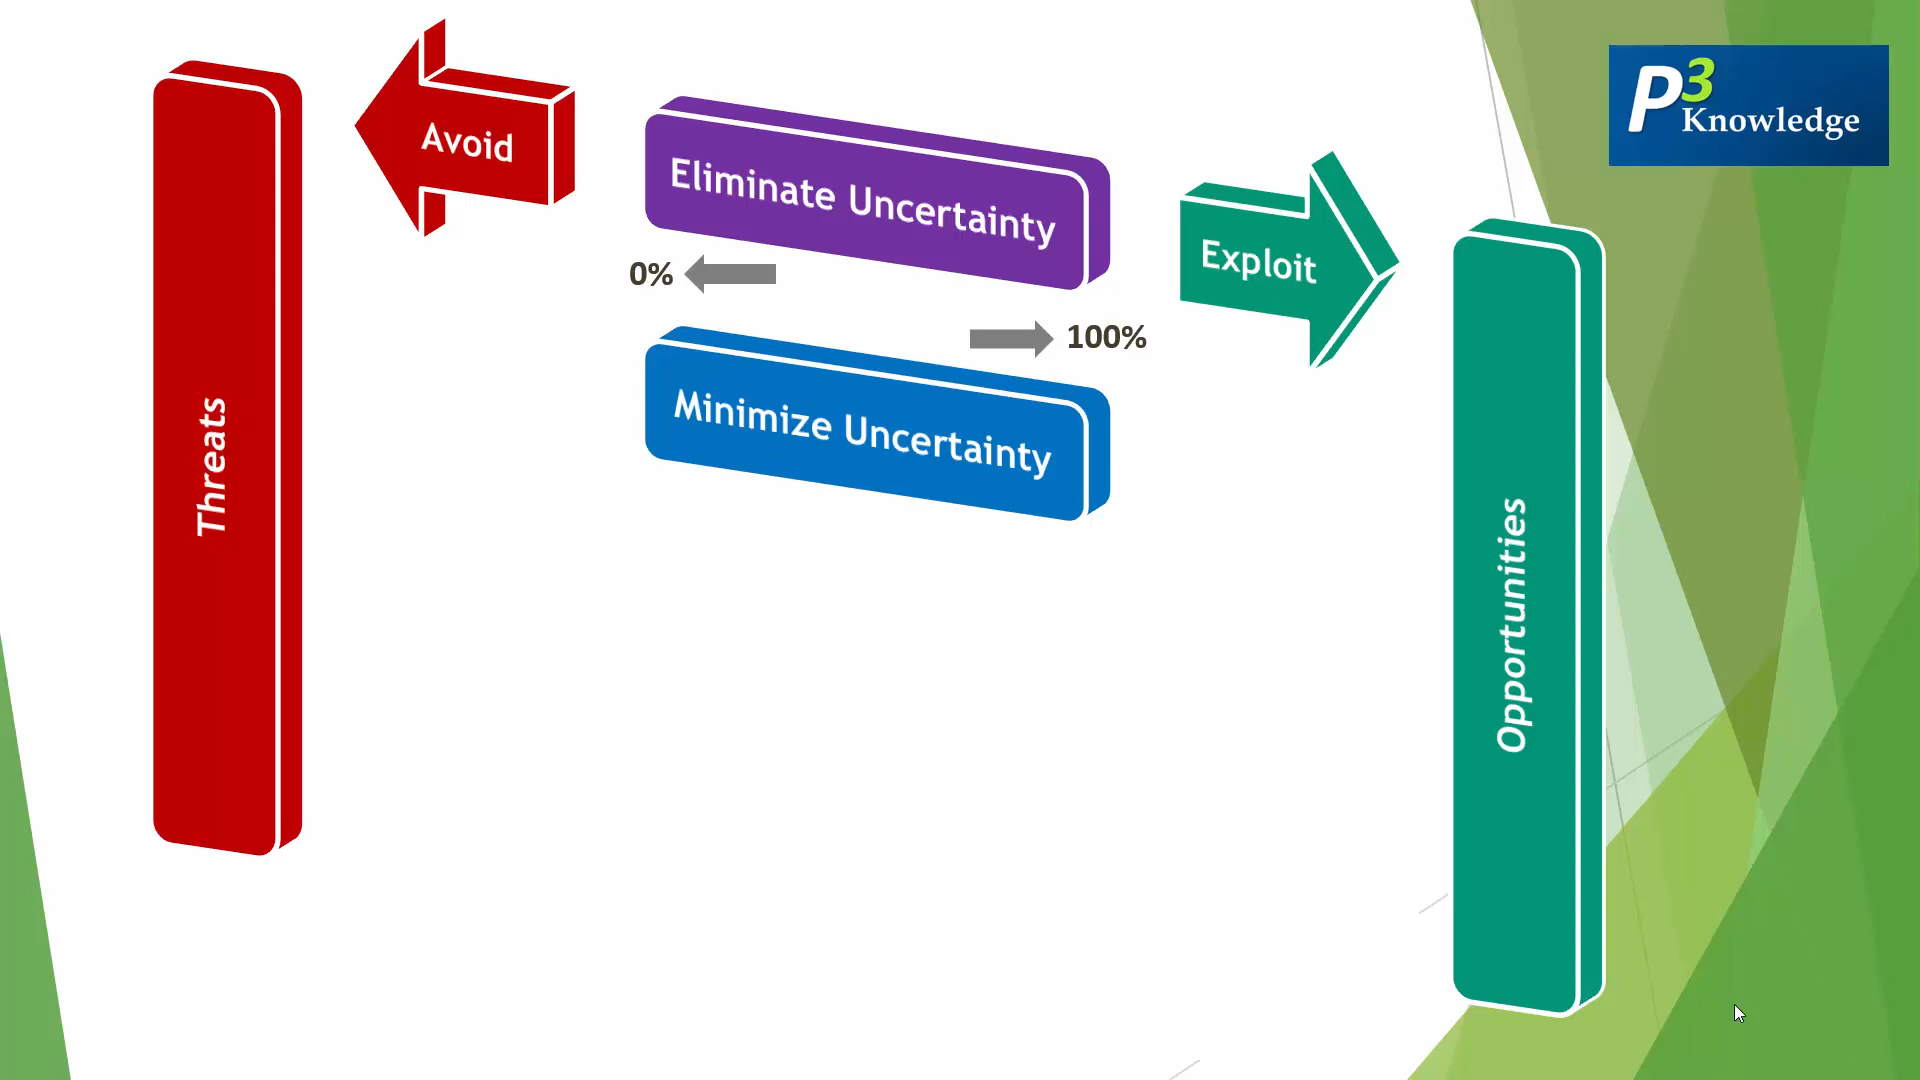 P3
Knowledge
Avoid
Eliminate Uncertainty
Exploit
0%
100%
Minimize Uncertainty
Threats
Opportunities